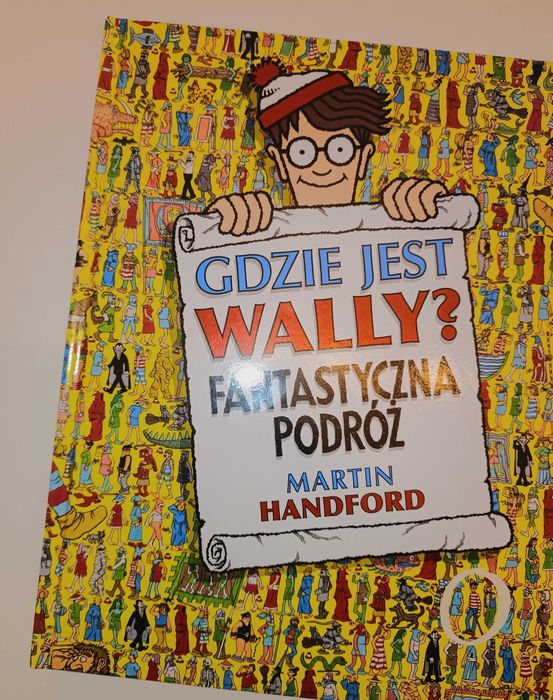 GDZIE JEST
WALLY?
FANTASTYCZNA
PODRÓŻ
MARTIN
HANDFORD